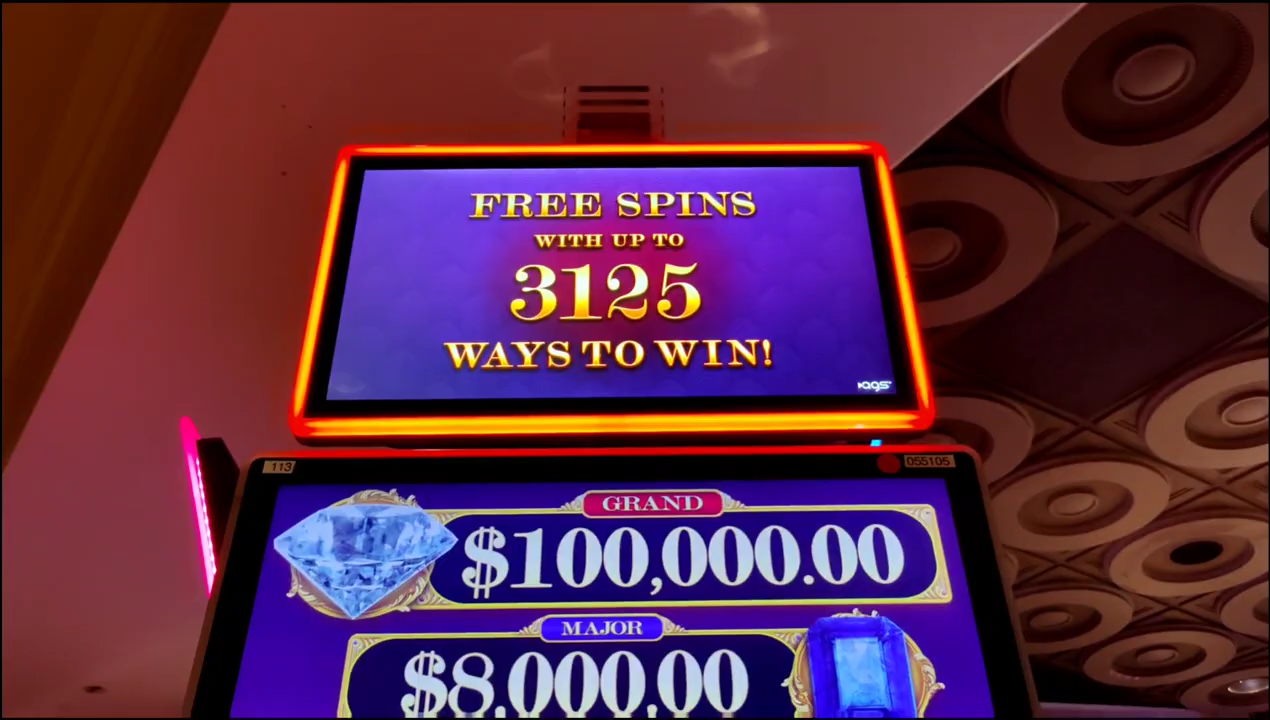 FREE SPINS
WITH UP TO
3125
WAYS TO WIN!
ags
113
055105
GRAND
$100,000.00
MAJOR
$8,000.00